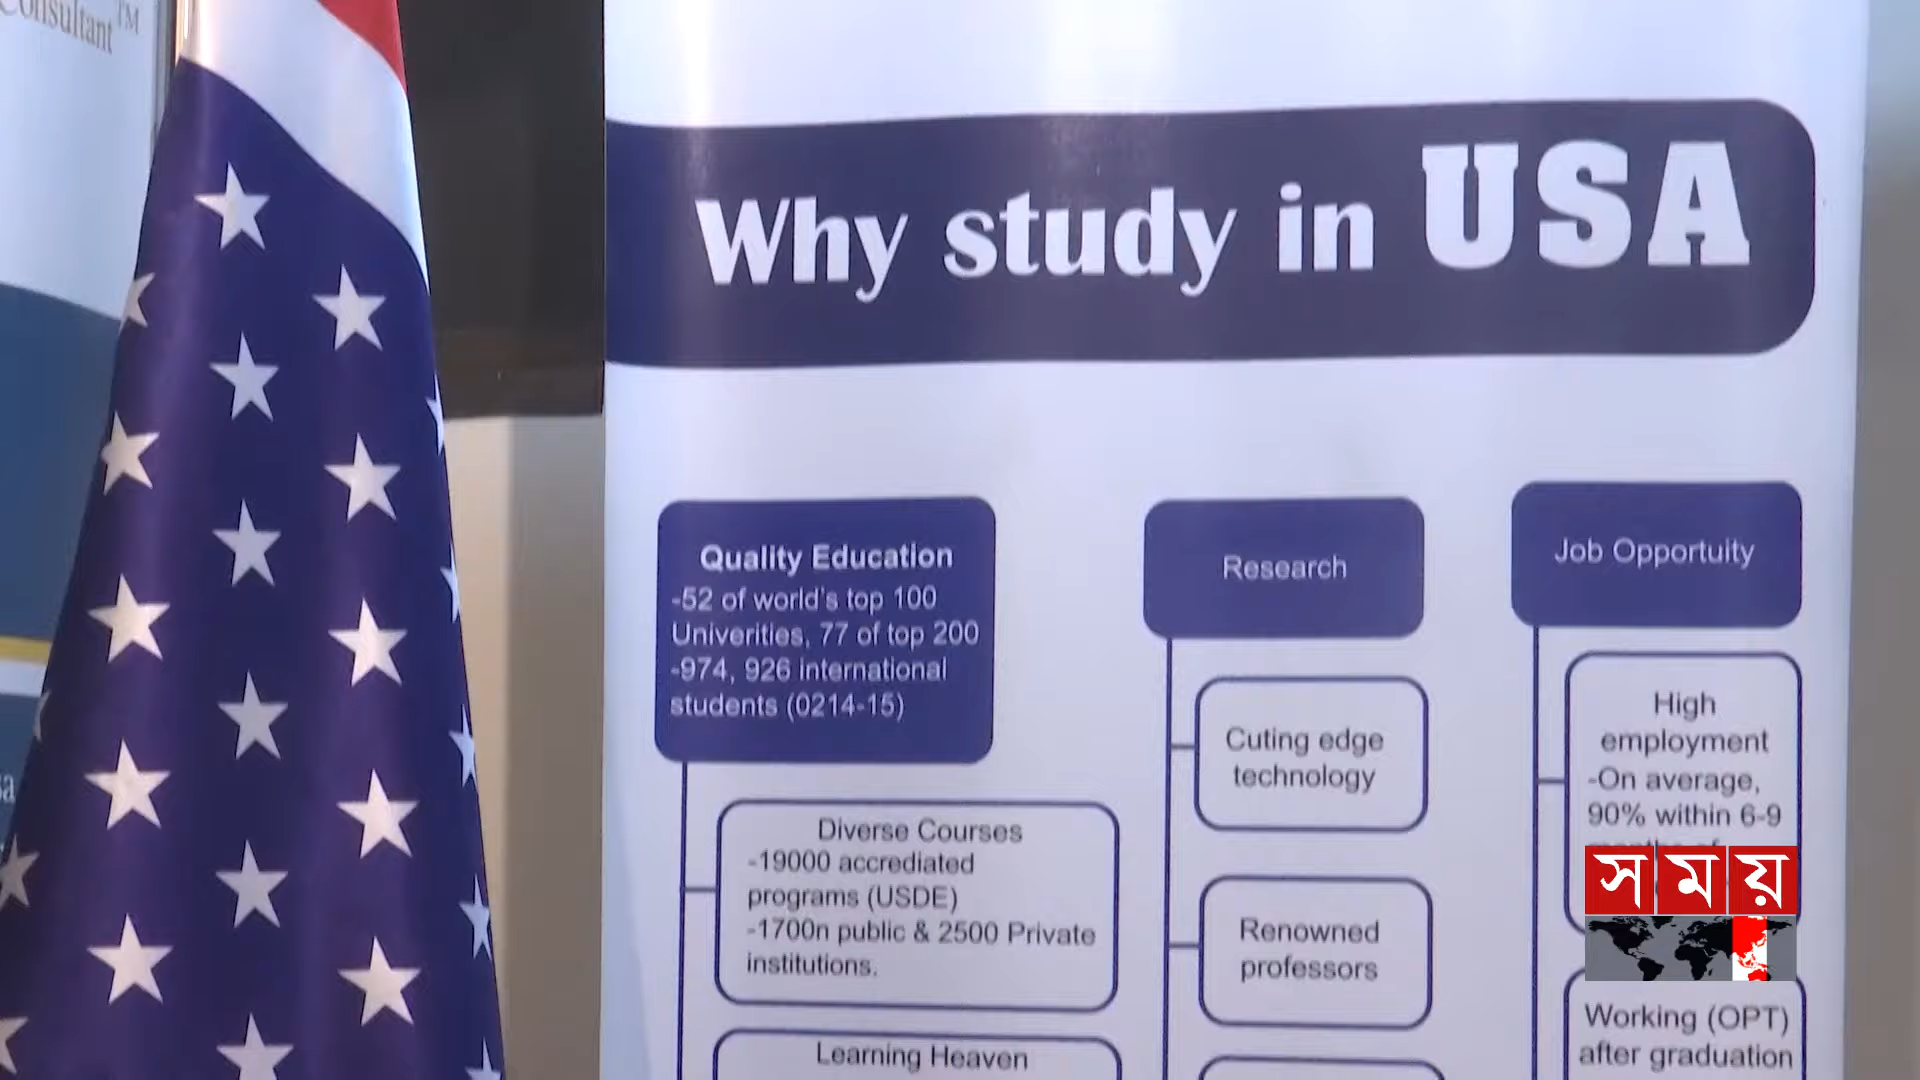 Consultant™
Why study in USA
Quality Education
-52 of world's top 100
Univerities, 77 of top 200
-974, 926 international
students (0214-15)
Diverse Courses
-19000 accrediated
programs (USDE)
-1700n public & 2500 Private
institutions.
Learning Heaven
Research
Cuting edge
technology
Renowned
professors
Job Opportuity
High
employment
-On average,
90% within 6-9
Working (OPT)
after graduation
সময়